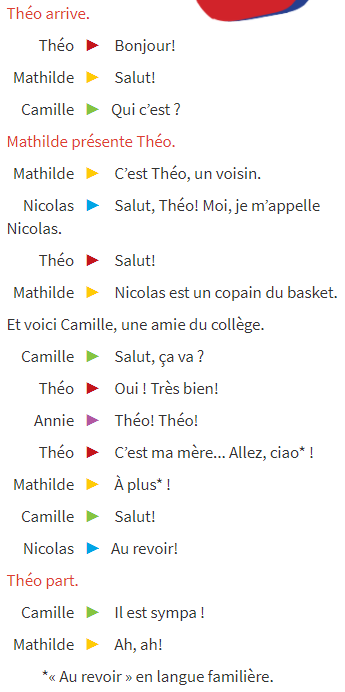 Théo arrive.
Théo ► Bonjour!
Mathilde ► Salut!
Camille ► Qui c’est ?
Mathilde présente Théo.
Mathilde ► C’est Théo, un voisin.
Nicolas ► Salut, Théo! Moi, je m’appelle
Nicolas.
Théo ► Salut!
Mathilde ► Nicolas est un copain du basket.
Et voici Camille, une amie du collège.
Camille ► Salut, ça va ?
Théo ► Oui ! Très bien!
Annie ► Théo! Théo!
Théo ► C’est ma mère... Allez, ciao* !
Mathilde ► À plus* !
Camille ► Salut!
Nicolas ► Au revoir!
Théo part.
Camille ► Il est sympa !
Mathilde ► Ah, ah!
*« Au revoir » en langue familière.